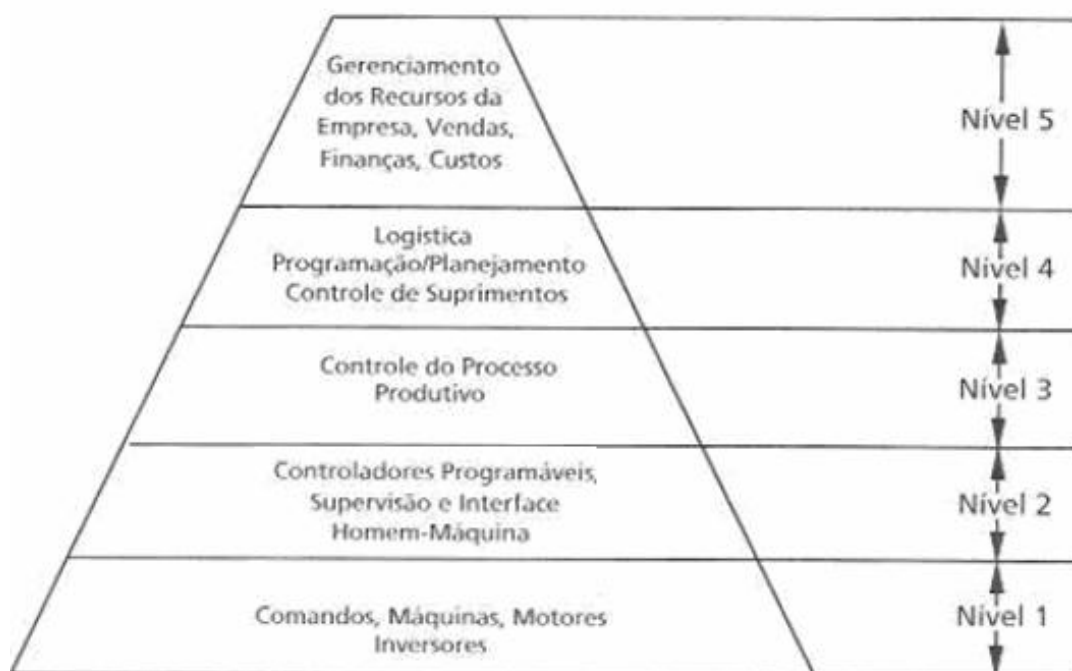 Gerenciamento
dos Recursos da
Empresa, Vendas,
Finanças, Custos
Nível 5
Logística
Programação/Planejamento
Controle de Suprimentos
Nível 4
Controle do Processo
Produtivo
Nível 3
Controladores Programáveis,
Supervisão e Interface
Homem-Máquina
Nível 2
Comandos, Máquinas, Motores
Inversores
Nível 1